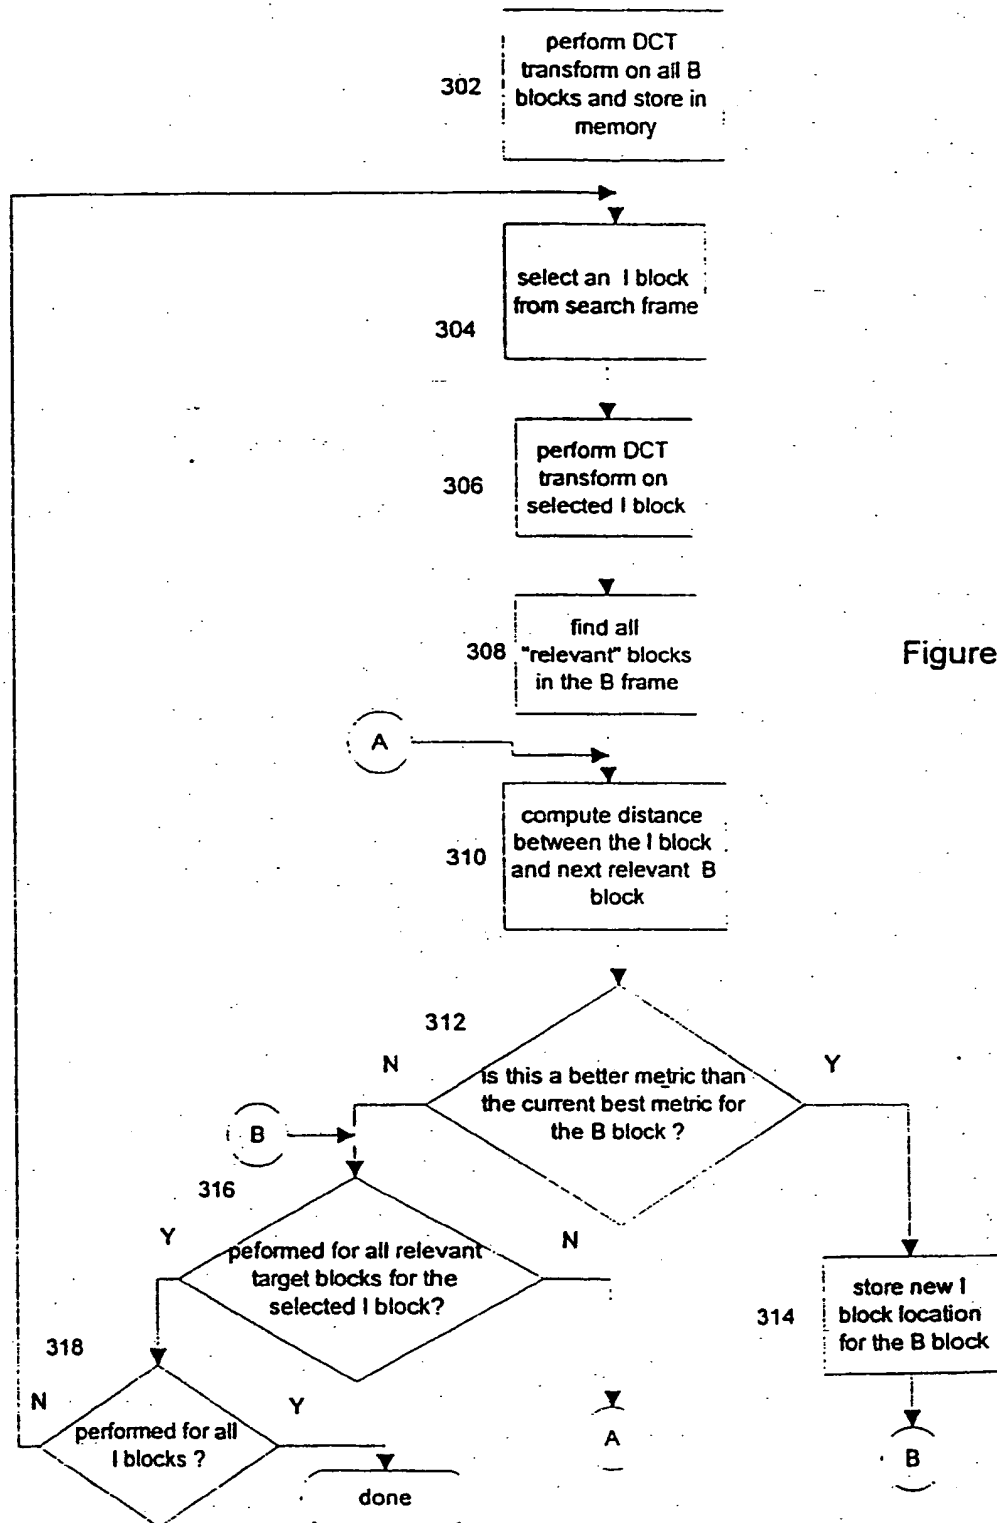 perform DCT
transform on all B
blocks and store in
memory
302
select an I block
from search frame
304
perform DCT
transform on
selected I block
306
find all
"relevant" blocks
in the B frame
308
Figure
A
compute distance
between the I block
and next relevant B
block
310
312
N
Y
is this a better metric than
the current best metric for
the B block ?
B
316
Y
N
peformed for all relevant
target blocks for the
selected I block?
store new I
block location
for the B block
314
318
N
Y
performed for all
I blocks ?
A
B
done